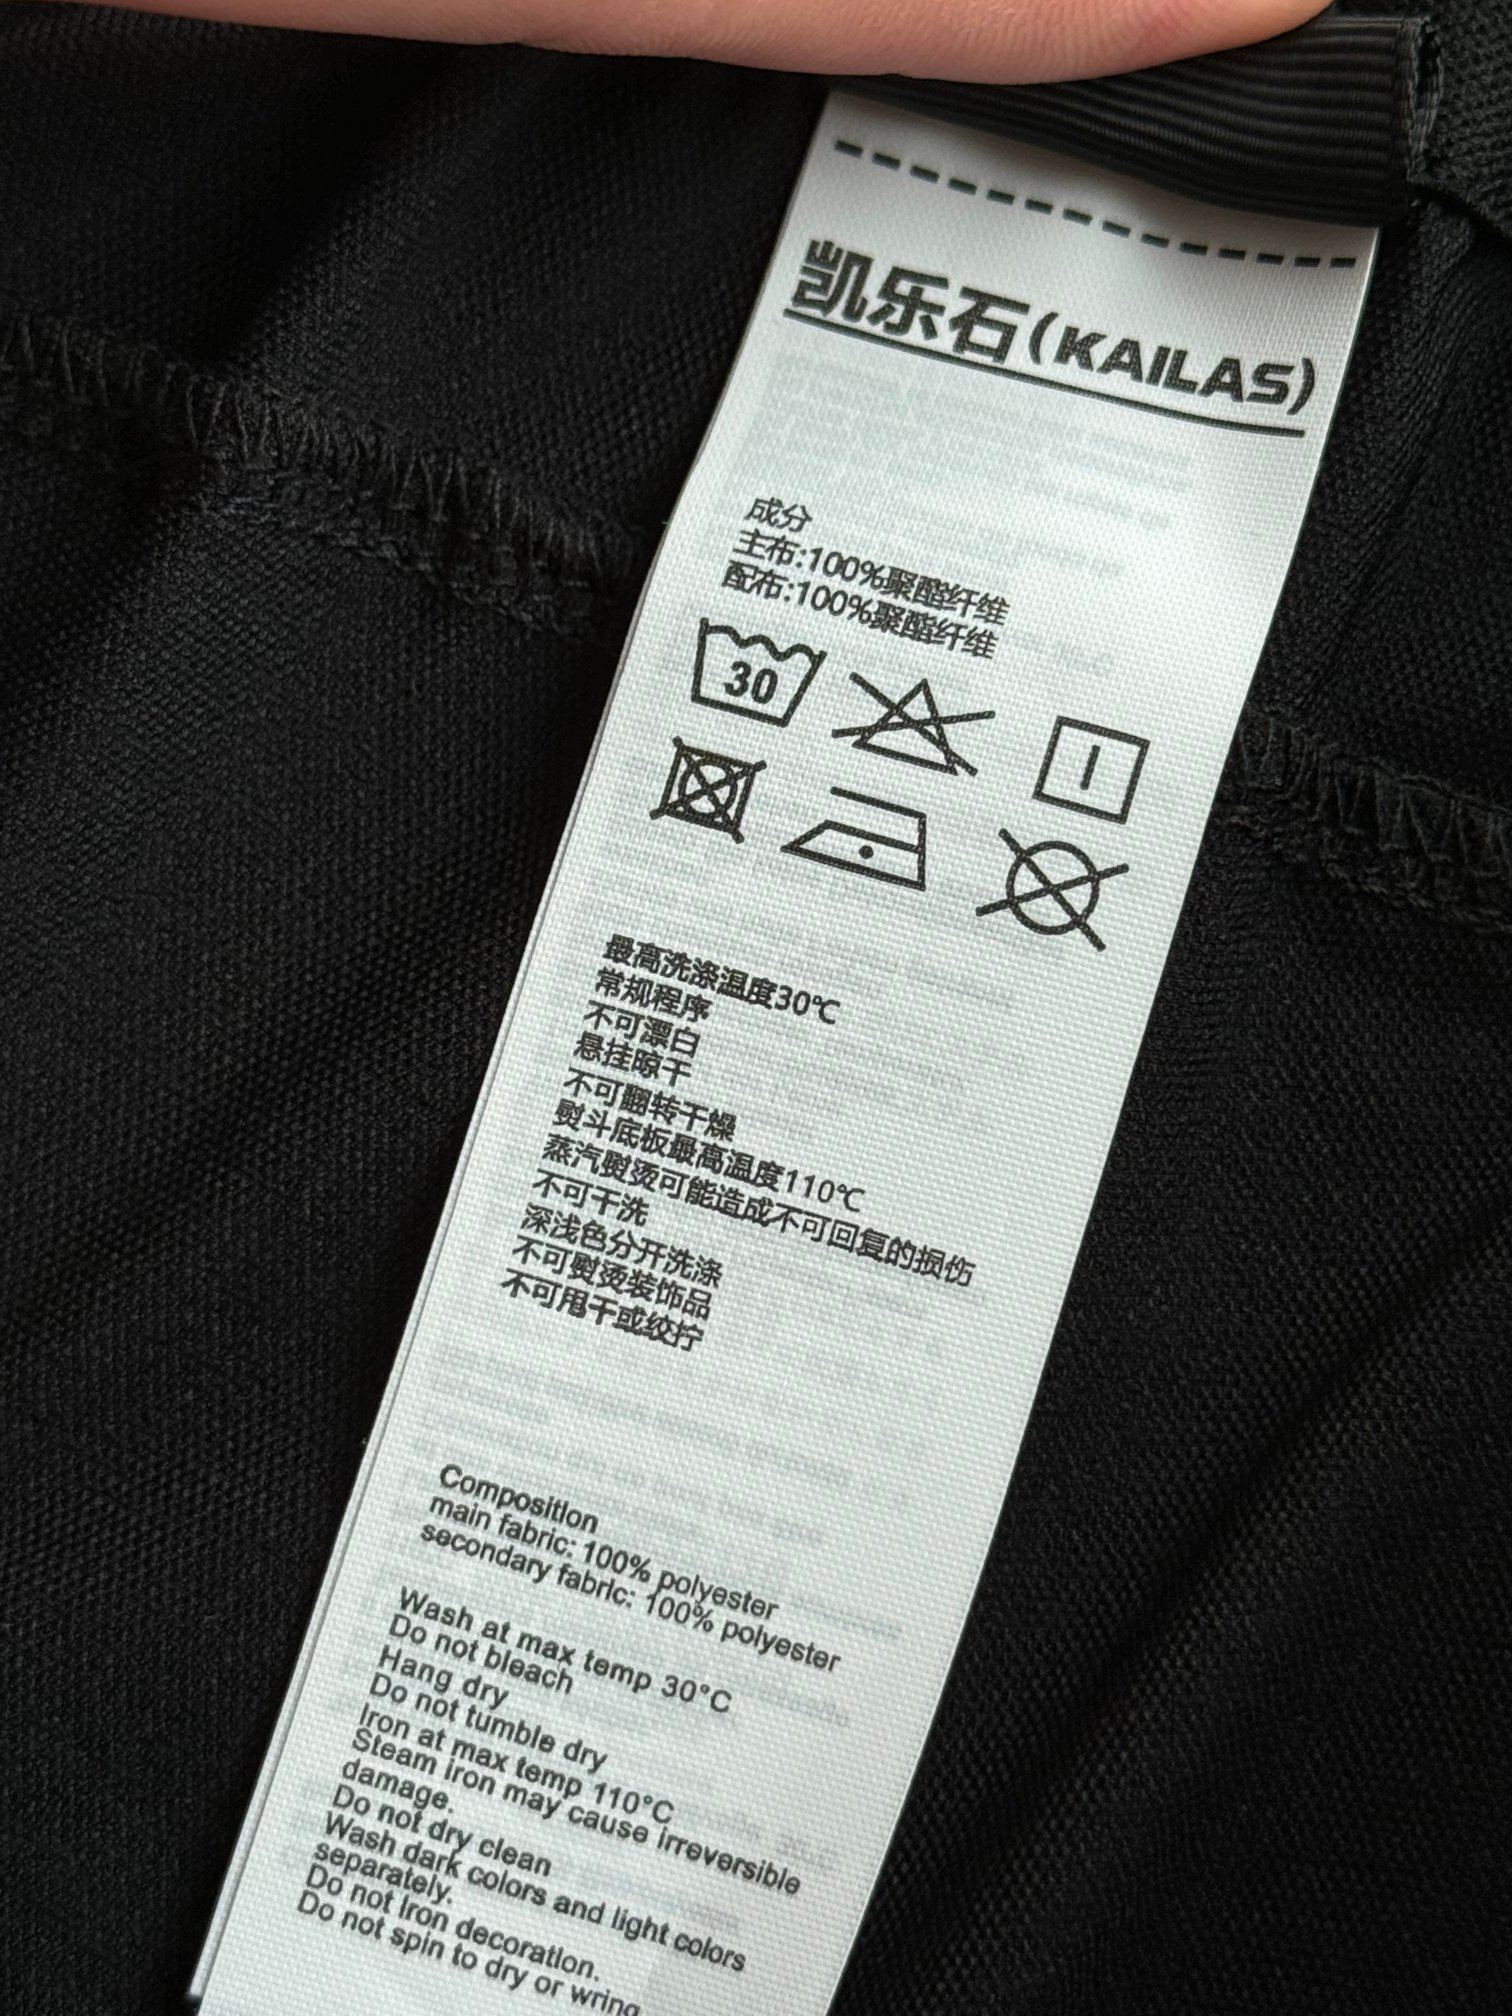 凯乐石(KAILAS)
成分
主布:100%聚酯纤维
配布:100%聚酯纤维
30
最高洗涤温度30℃
常规程序
不可漂白
悬挂晾干
不可翻转干燥
熨斗底板最高温度110℃
蒸汽熨烫可能造成不可回复的损伤
不可干洗
深浅色分开洗涤
不可熨烫装饰品
不可甩干或绞拧
Composition
main fabric: 100% polyester
secondary fabric: 100% polyester
Wash at max temp 30°C
Do not bleach
Hang dry
Do not tumble dry
Iron at max temp 110°C
Steam iron may cause irreversible
damage.
Do not dry clean
Wash dark colors and light colors
separately.
Do not iron decoration.
Do not spin to dry or wring